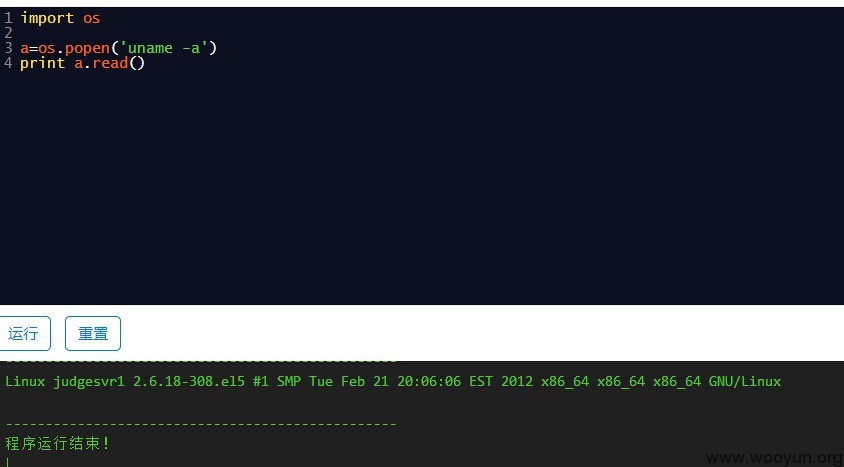 1 import os
2
3 a=os.popen('uname -a')
4 print a.read()
运行 重置
Linux judgesvr1 2.6.18-308.el5 #1 SMP Tue Feb 21 20:06:06 EST 2012 x86_64 x86_64 x86_64 GNU/Linux
-------------------------------------------------
程序运行结束!
www.wooyun.org